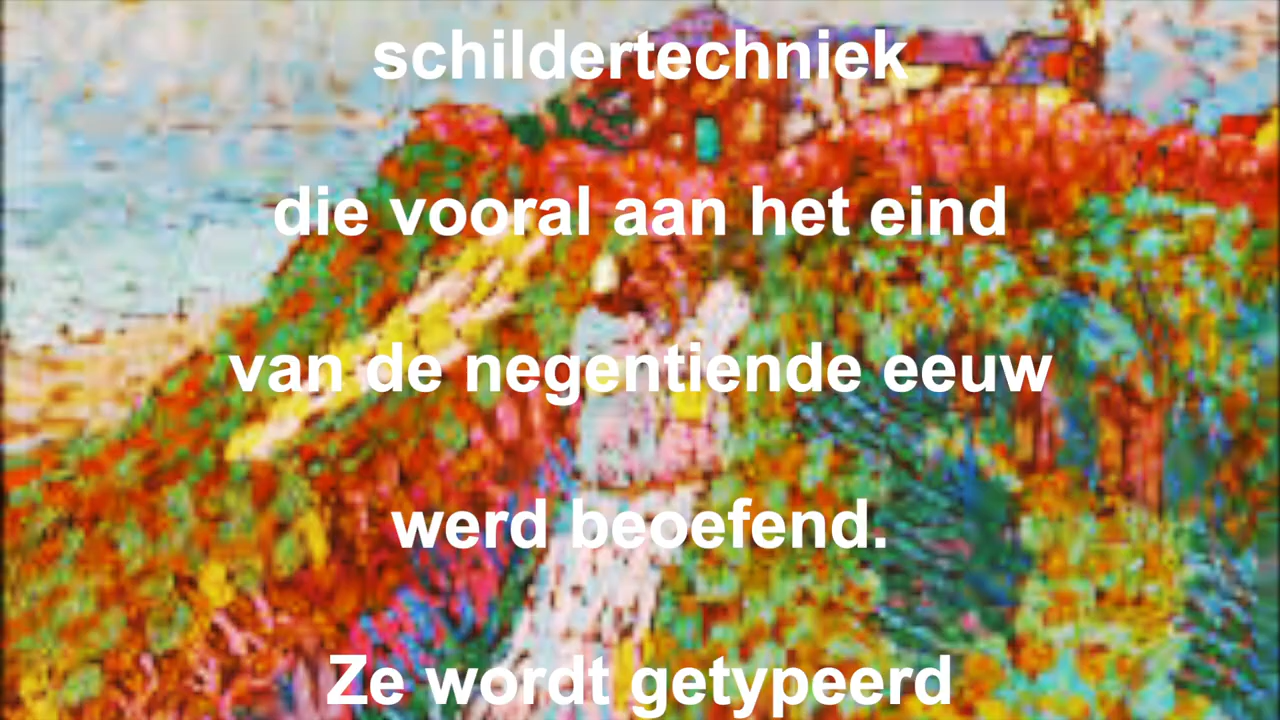 schildertechniek
die vooral aan het eind
van de negentiende eeuw
werd beoefend.
Ze wordt getypeerd